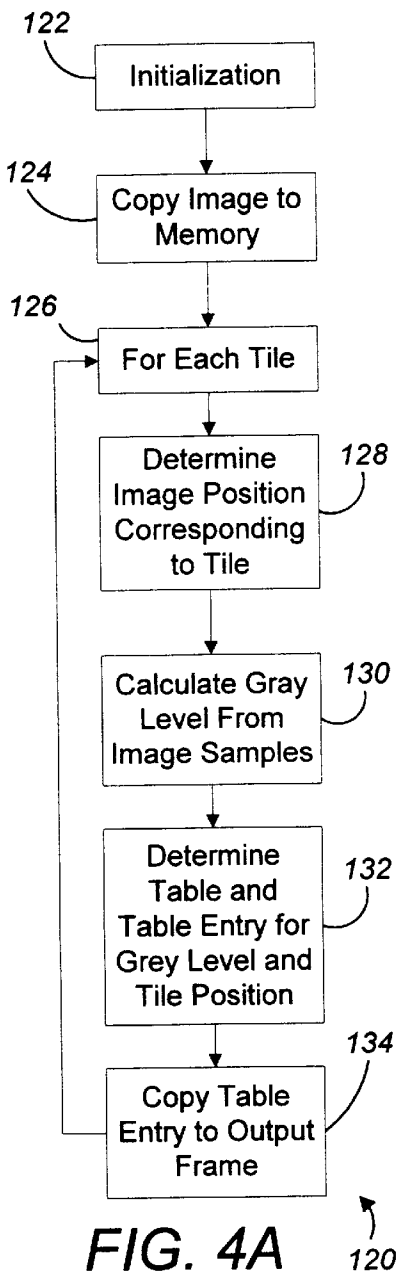 122
Initialization
124
Copy Image to
Memory
126
For Each Tile
Determine
Image Position
Corresponding
to Tile
128
Calculate Gray
Level From
Image Samples
130
Determine
Table and
Table Entry for
Grey Level and
Tile Position
132
134
Copy Table
Entry to Output
Frame
FIG. 4A
120